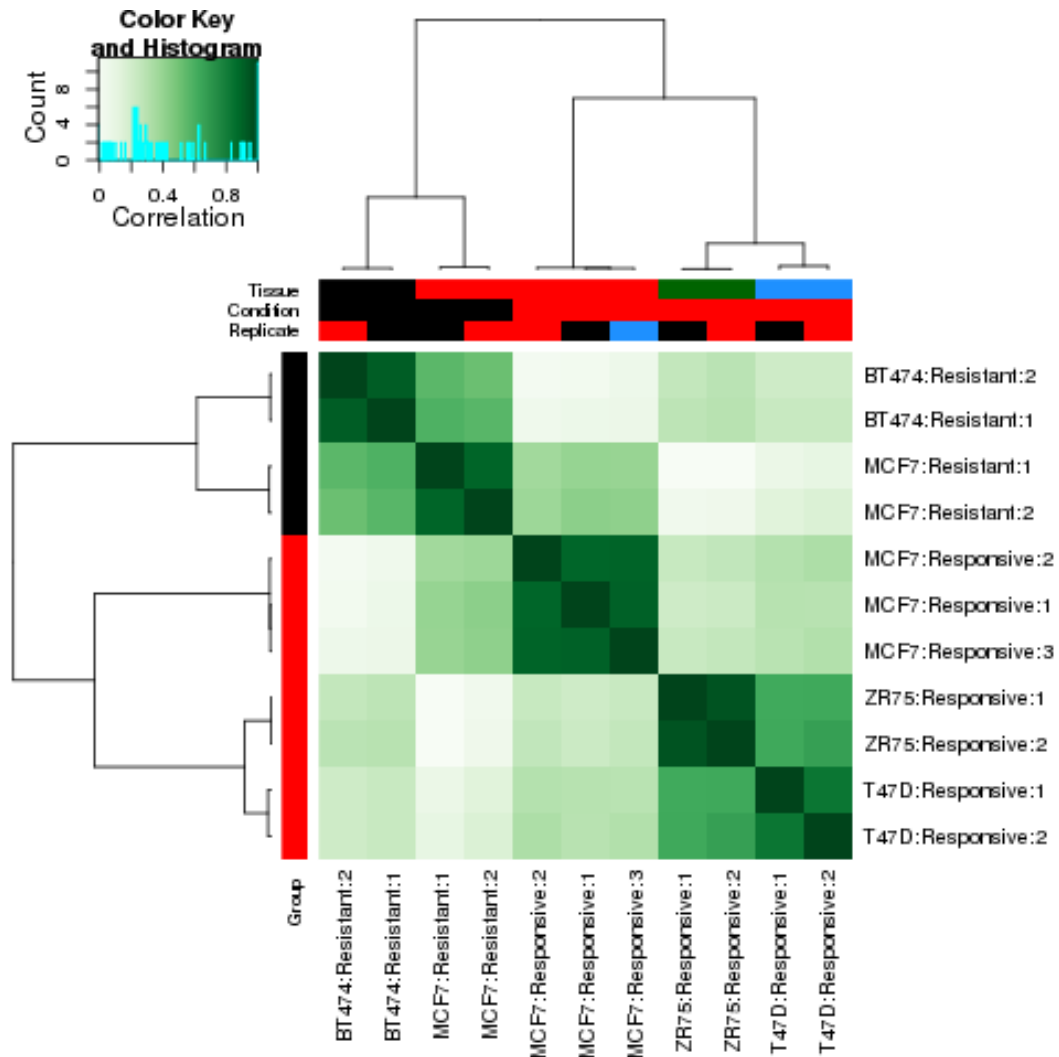 Color Key
and Histogram
Count
0
4
8
0
0.4
0.8
Correlation
Tissue
Condition
Replicate
BT474:Resistant:2
BT474:Resistant:1
MCF7:Resistant:1
MCF7:Resistant:2
MCF7:Responsive:2
MCF7:Responsive:1
MCF7:Responsive:3
ZR75:Responsive:1
ZR75:Responsive:2
T47D:Responsive:1
T47D:Responsive:2
Group
BT474:Resistant:2
BT474:Resistant:1
MCF7:Resistant:1
MCF7:Resistant:2
MCF7:Responsive:2
MCF7:Responsive:1
MCF7:Responsive:3
ZR75:Responsive:1
ZR75:Responsive:2
T47D:Responsive:1
T47D:Responsive:2